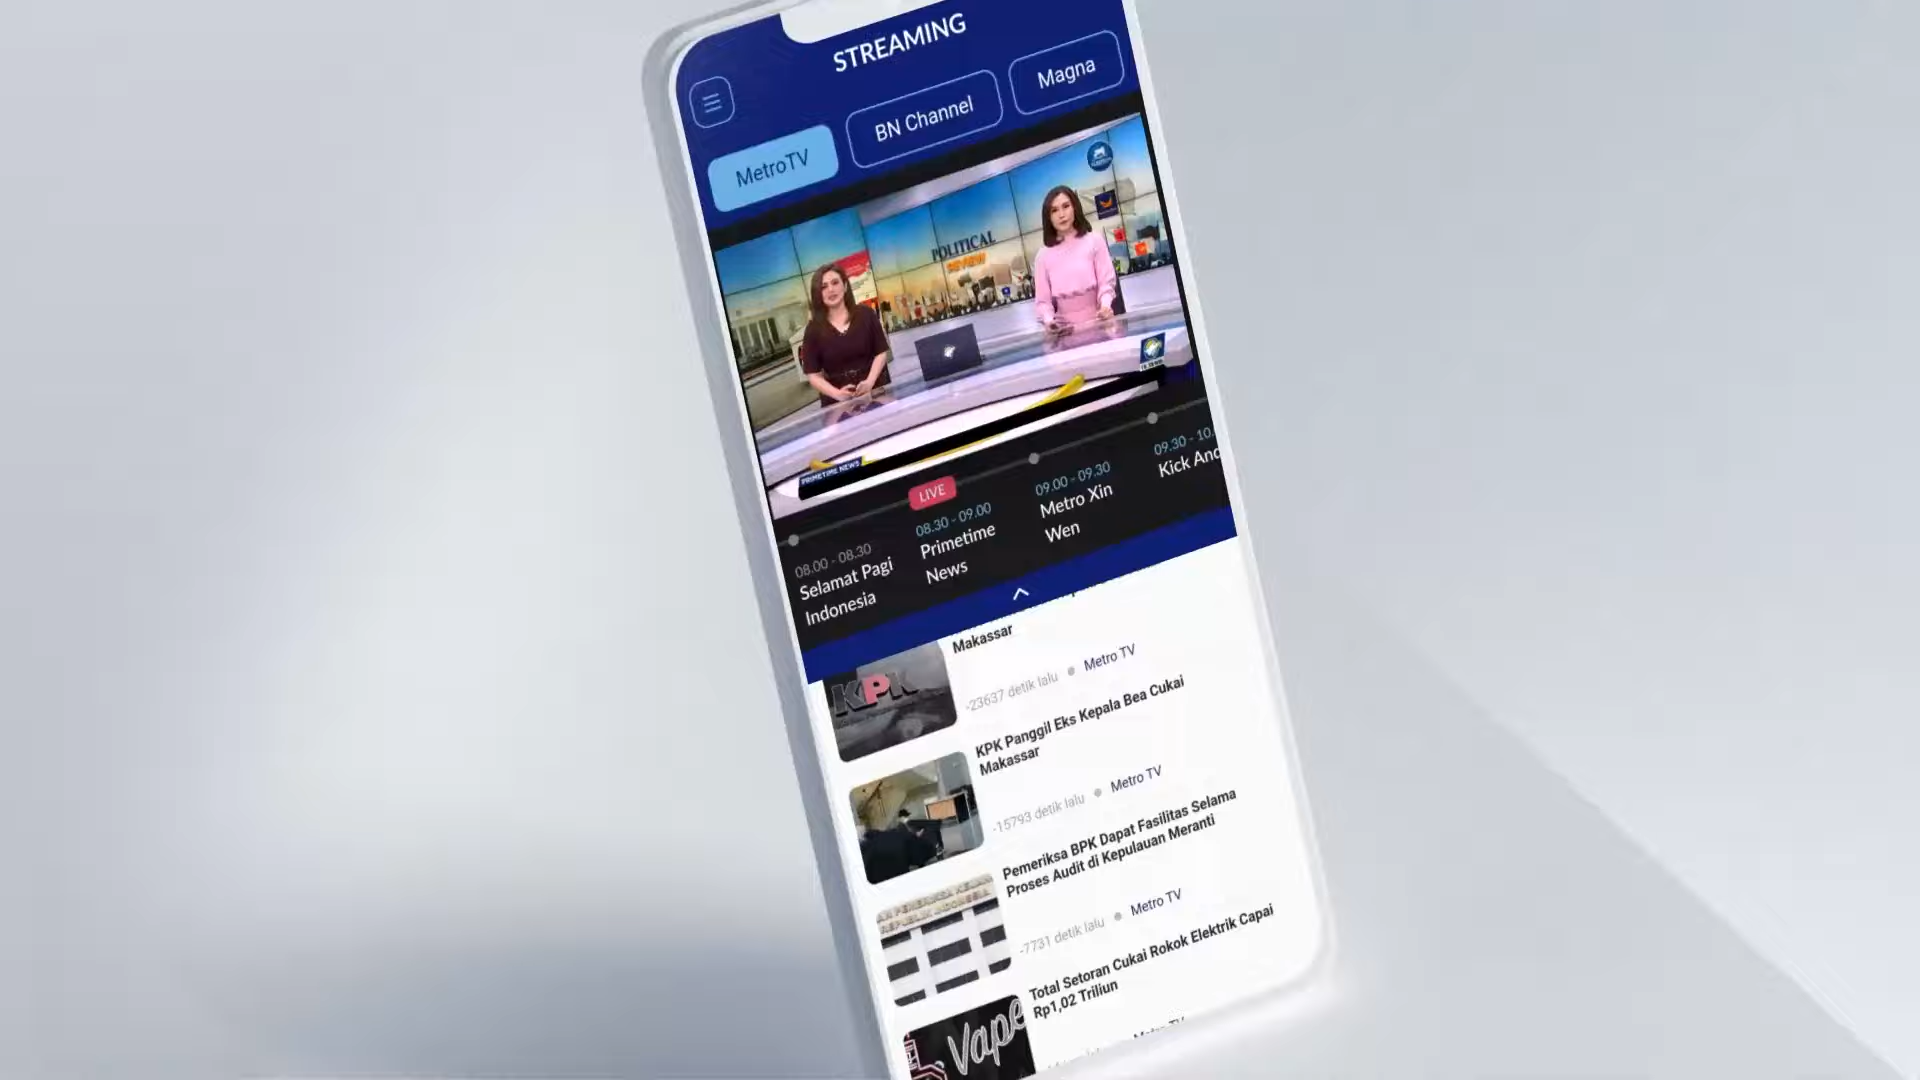 STREAMING
MetroTV
BN Channel
Magna
POLITICAL
REVIEW
PRIMETIME NEWS
LIVE
08.00 - 08.30
Selamat Pagi
Indonesia
08.30 - 09.00
Primetime
News
09.00 - 09.30
Metro Xin
Wen
09.30 - 10.
Kick And
Makassar
-23637 detik lalu
Metro TV
KPK
KPK Panggil Eks Kepala Bea Cukai
Makassar
-15793 detik lalu
Metro TV
Pemeriksa BPK Dapat Fasilitas Selama
Proses Audit di Kepulauan Meranti
-7731 detik lalu
Metro TV
REPUBLIK INDONESIA
Total Setoran Cukai Rokok Elektrik Capai
Rp1,02 Triliun
Vape
Metro TV